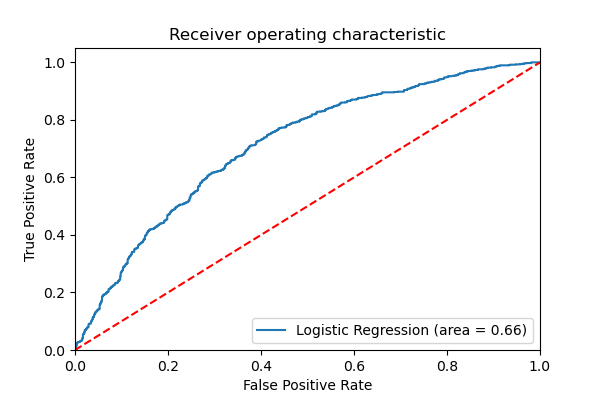 Receiver operating characteristic
True Positive Rate
1.0
0.8
0.6
0.4
0.2
0.0
Logistic Regression (area = 0.66)
0.0 0.2 0.4 0.6 0.8 1.0
False Positive Rate